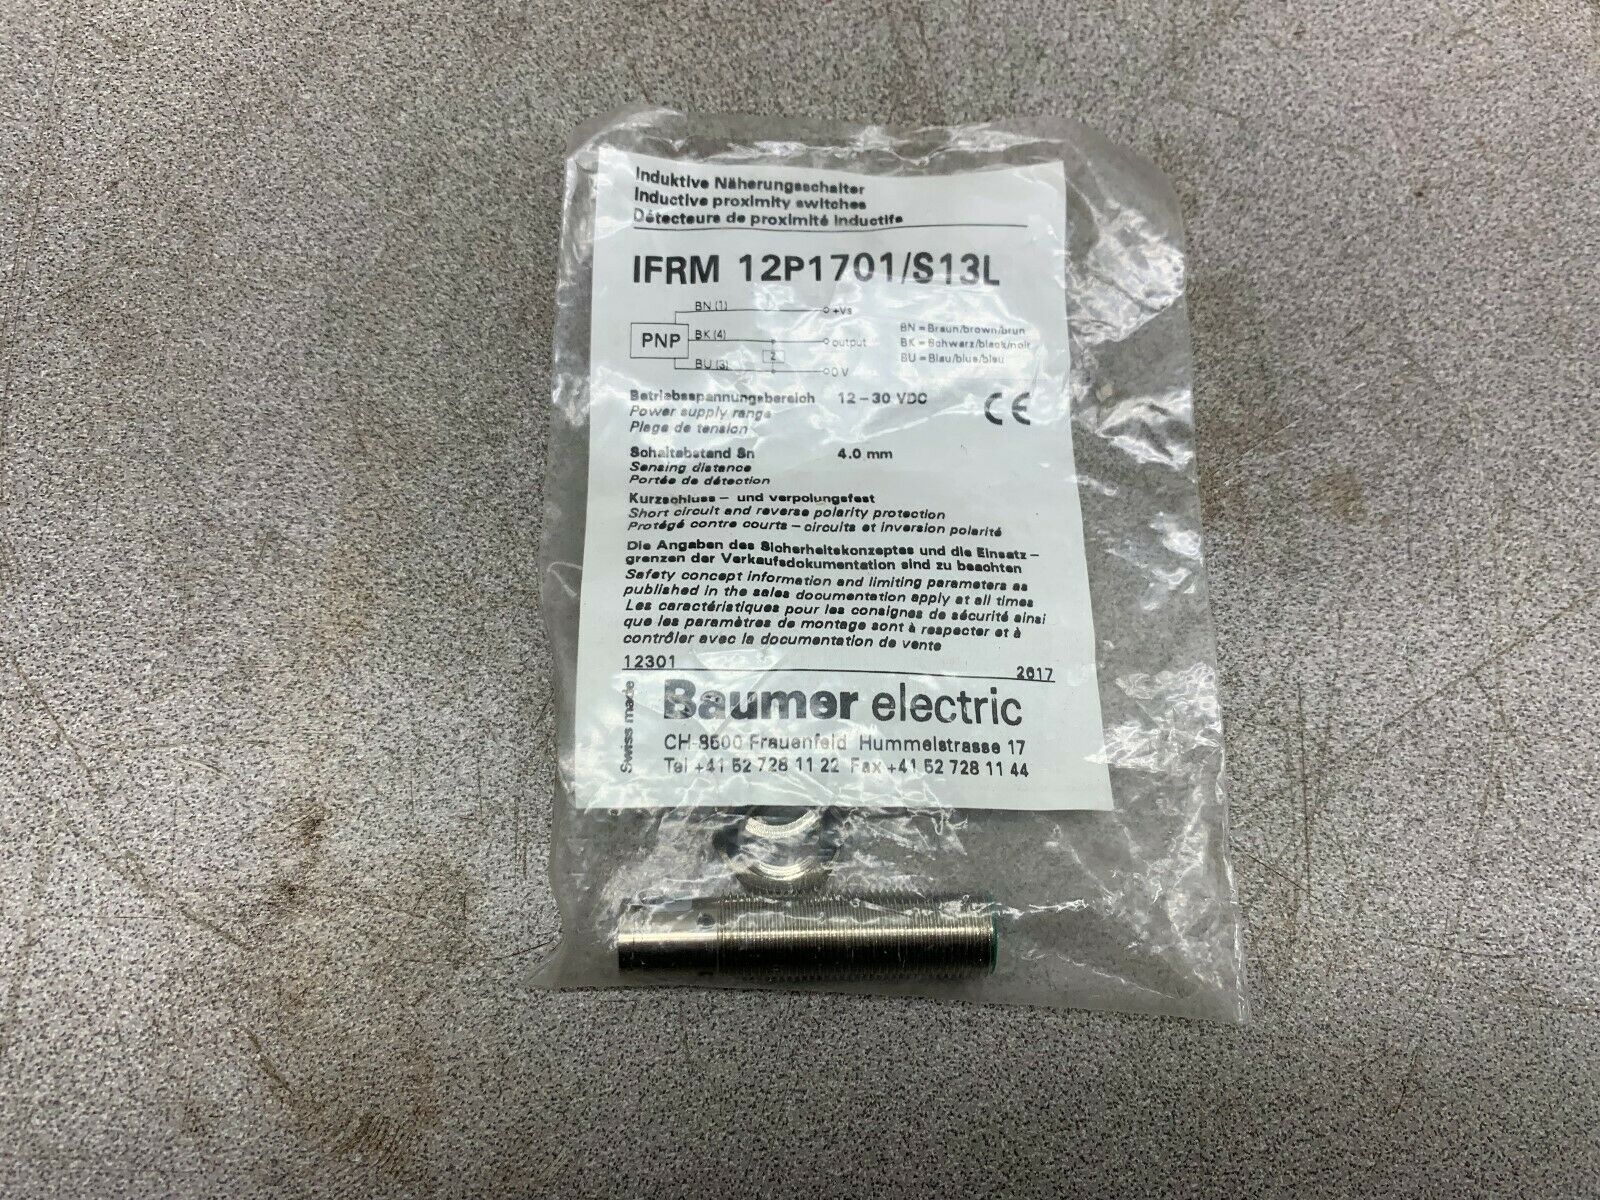 Induktive Näherungsschalter
Inductive proximity switches
Détecteurs de proximité inductifs
IFRM 12P1701/S13L
BN (1)
+Vs
PNP
BK (4)
output
Z
BU (3)
0 V
BN = Braun/brown/brun
BK = Schwarz/black/noir
BU = Blau/blue/bleu
Betriebsspannungsbereich 12 – 30 VDC
Power supply range
Plage de tension
CE
Schaltabstand Sn 4.0 mm
Sensing distance
Portée de détection
Kurzschluss – und verpolungsfest
Short circuit and reverse polarity protection
Protégé contre courts – circuits et inversion polarité
Die Angaben des Sicherheitskonzeptes und die Einsatz –
grenzen der Verkaufsdokumentation sind zu beachten
Safety concept information and limiting parameters as
published in the sales documentation apply at all times
Les caractéristiques pour les consignes de sécurité ainsi
que les paramètres de montage sont à respecter et à
contrôler avec la documentation de vente
12301 2017
Swiss made
Baumer electric
CH-8500 Frauenfeld Hummelstrasse 17
Tel +41 52 728 11 22 Fax +41 52 728 11 44